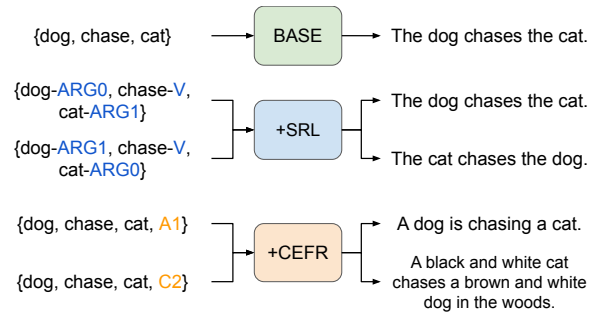 {dog, chase, cat}
BASE
The dog chases the cat.
{dog-ARG0, chase-V,
cat-ARG1}
The dog chases the cat.
+SRL
{dog-ARG1, chase-V,
cat-ARG0}
The cat chases the dog.
{dog, chase, cat, A1}
A dog is chasing a cat.
+CEFR
{dog, chase, cat, C2}
A black and white cat
chases a brown and white
dog in the woods.